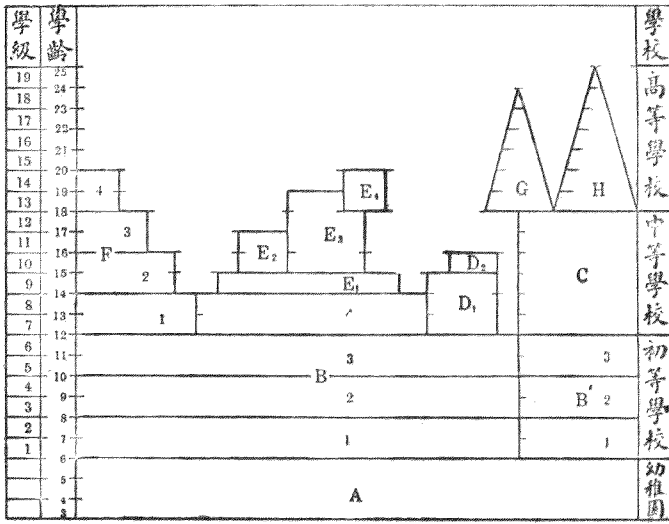 學級 學齡 學校
19 25
18 24
17 23
16 22
15 21
14 20
13 19
12 18
11 17
10 16
9 15
8 14
7 13
6 12
5 11
4 10
3 9
2 8
1 7
6
5
4
3
高等學校
中等學校
初等學校
幼稚園
G H
4 E₄
3 E₃
F E₂ D₂ C
2 E₁
1 D₁
3 3
B
2 B' 2
1 1
A